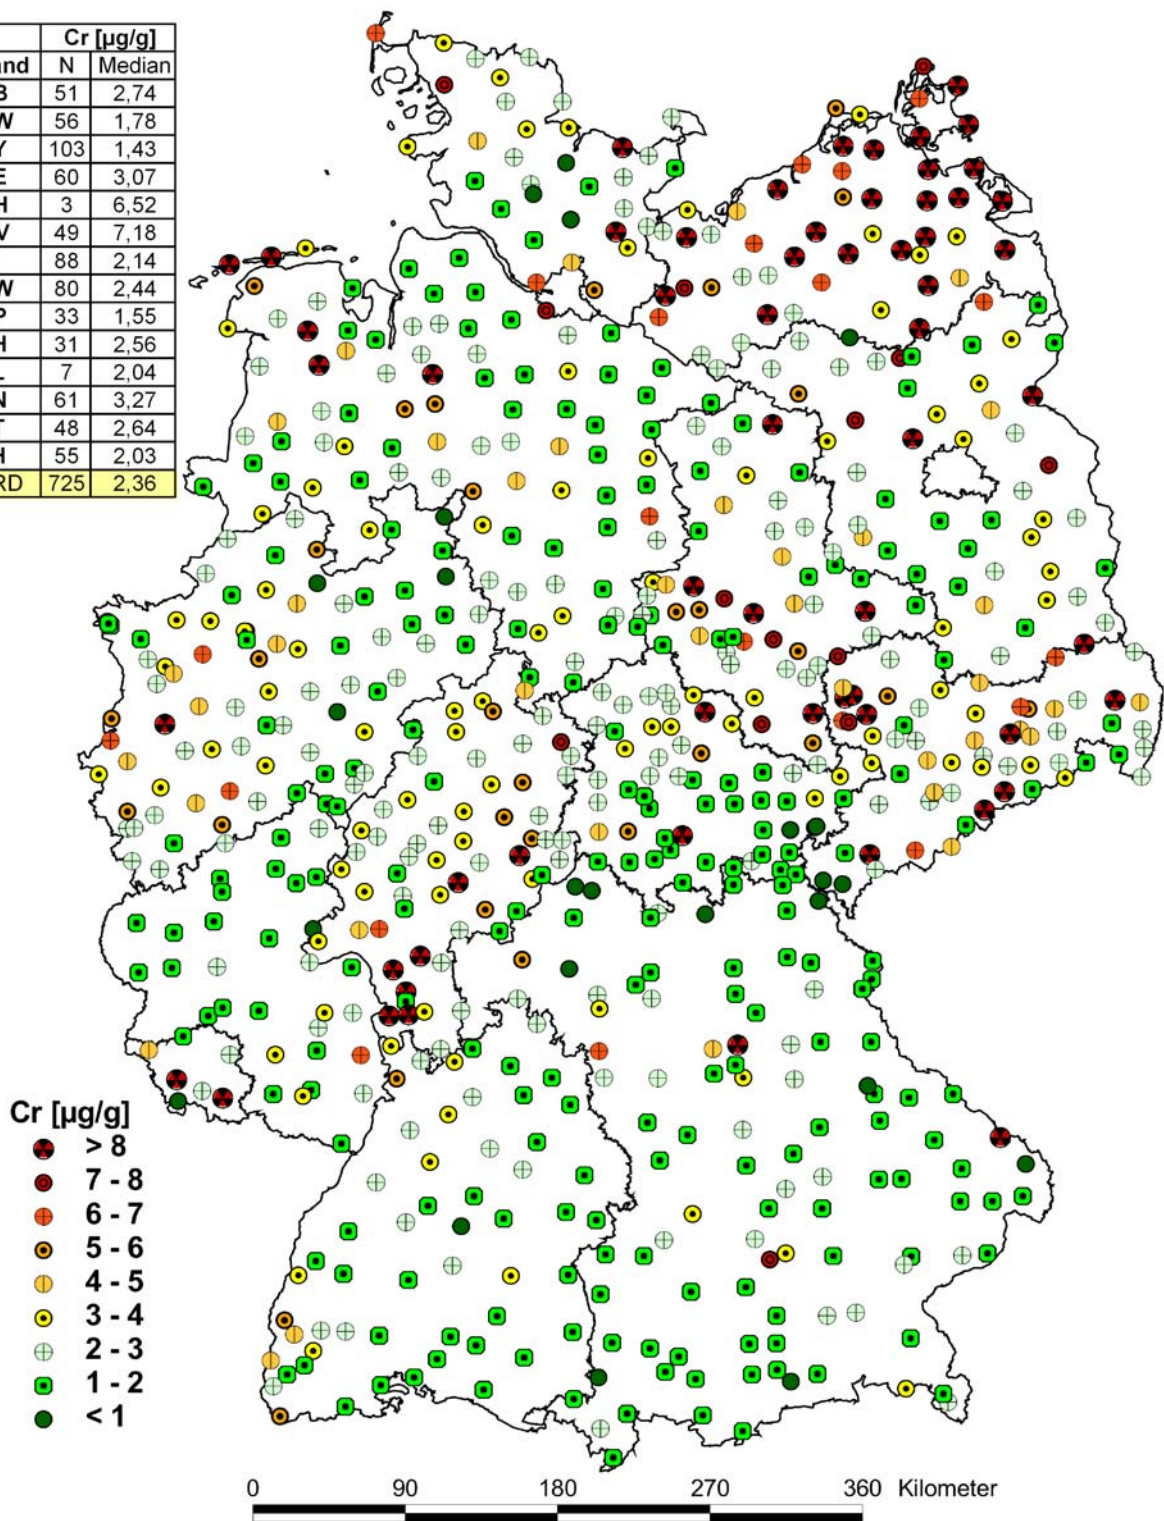 Cr [µg/g]
and N Median
B 51 2,74
W 56 1,78
Y 103 1,43
E 60 3,07
H 3 6,52
V 49 7,18
88 2,14
W 80 2,44
P 33 1,55
H 31 2,56
L 7 2,04
N 61 3,27
T 48 2,64
H 55 2,03
RD 725 2,36
Cr [µg/g]
> 8
7 - 8
6 - 7
5 - 6
4 - 5
3 - 4
2 - 3
1 - 2
< 1
0 90 180 270 360 Kilometer